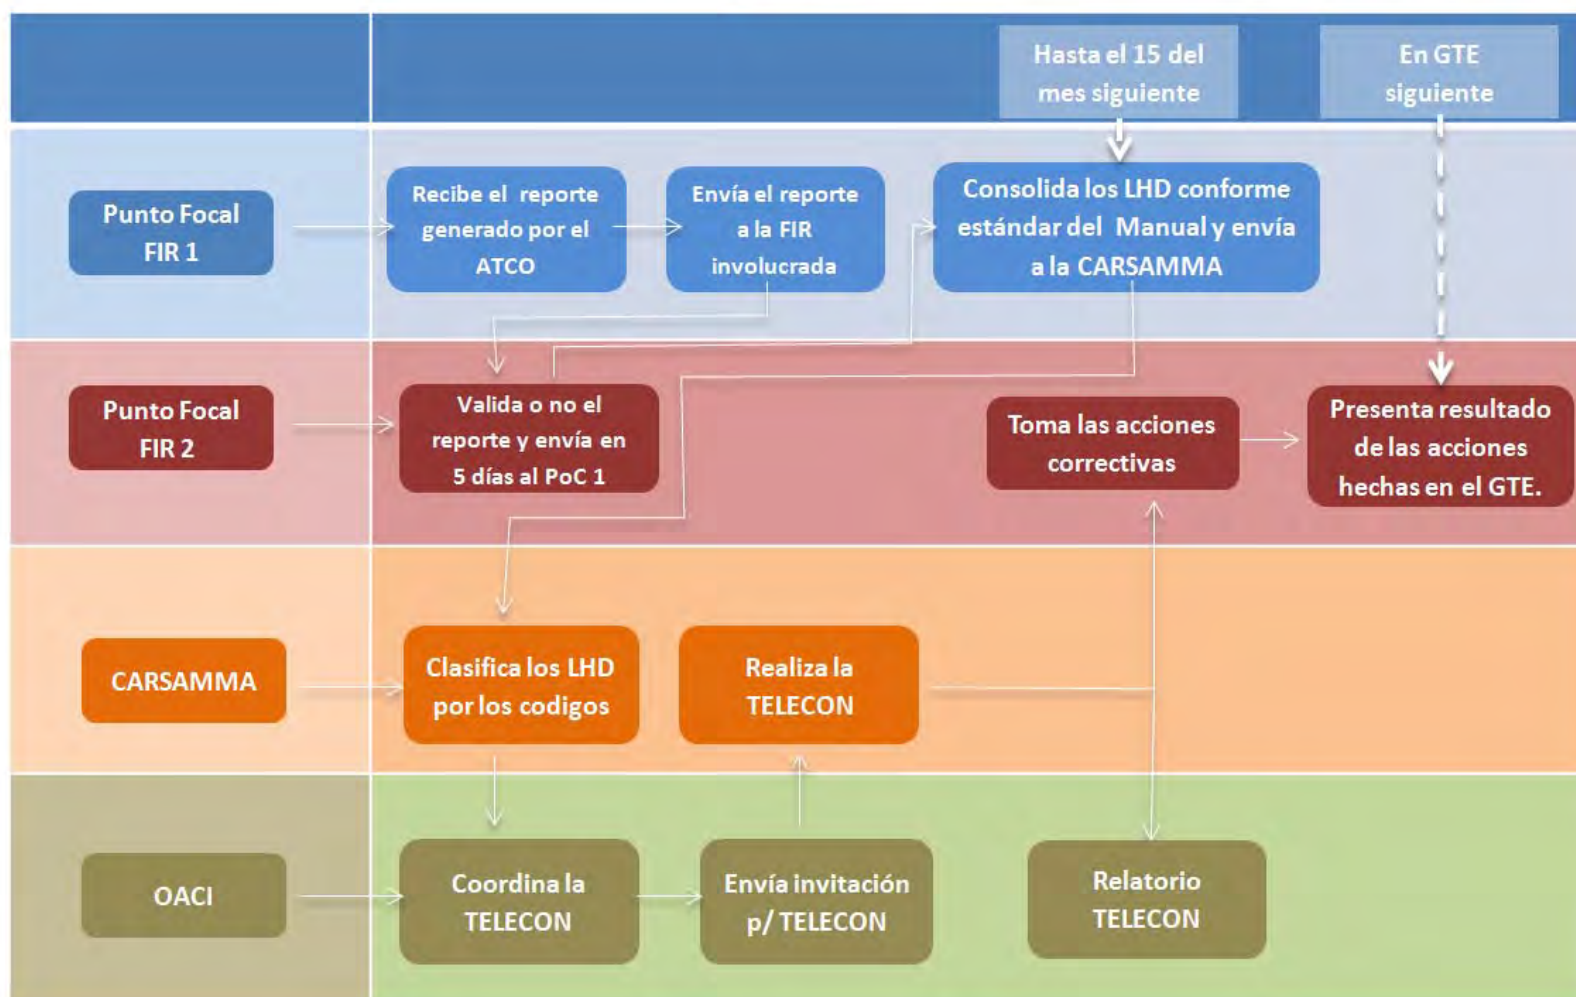 Hasta el 15 del
mes siguiente
En GTE
siguiente
Punto Focal
FIR 1
Recibe el reporte
generado por el
ATCO
Envía el reporte
a la FIR
involucrada
Consolida los LHD conforme
estándar del Manual y envía
a la CARSAMMA
Punto Focal
FIR 2
Valida o no el
reporte y envía en
5 días al PoC 1
Toma las acciones
correctivas
Presenta resultado
de las acciones
hechas en el GTE.
CARSAMMA
Clasifica los LHD
por los codigos
Realiza la
TELECON
OACI
Coordina la
TELECON
Envía invitación
p/ TELECON
Relatorio
TELECON